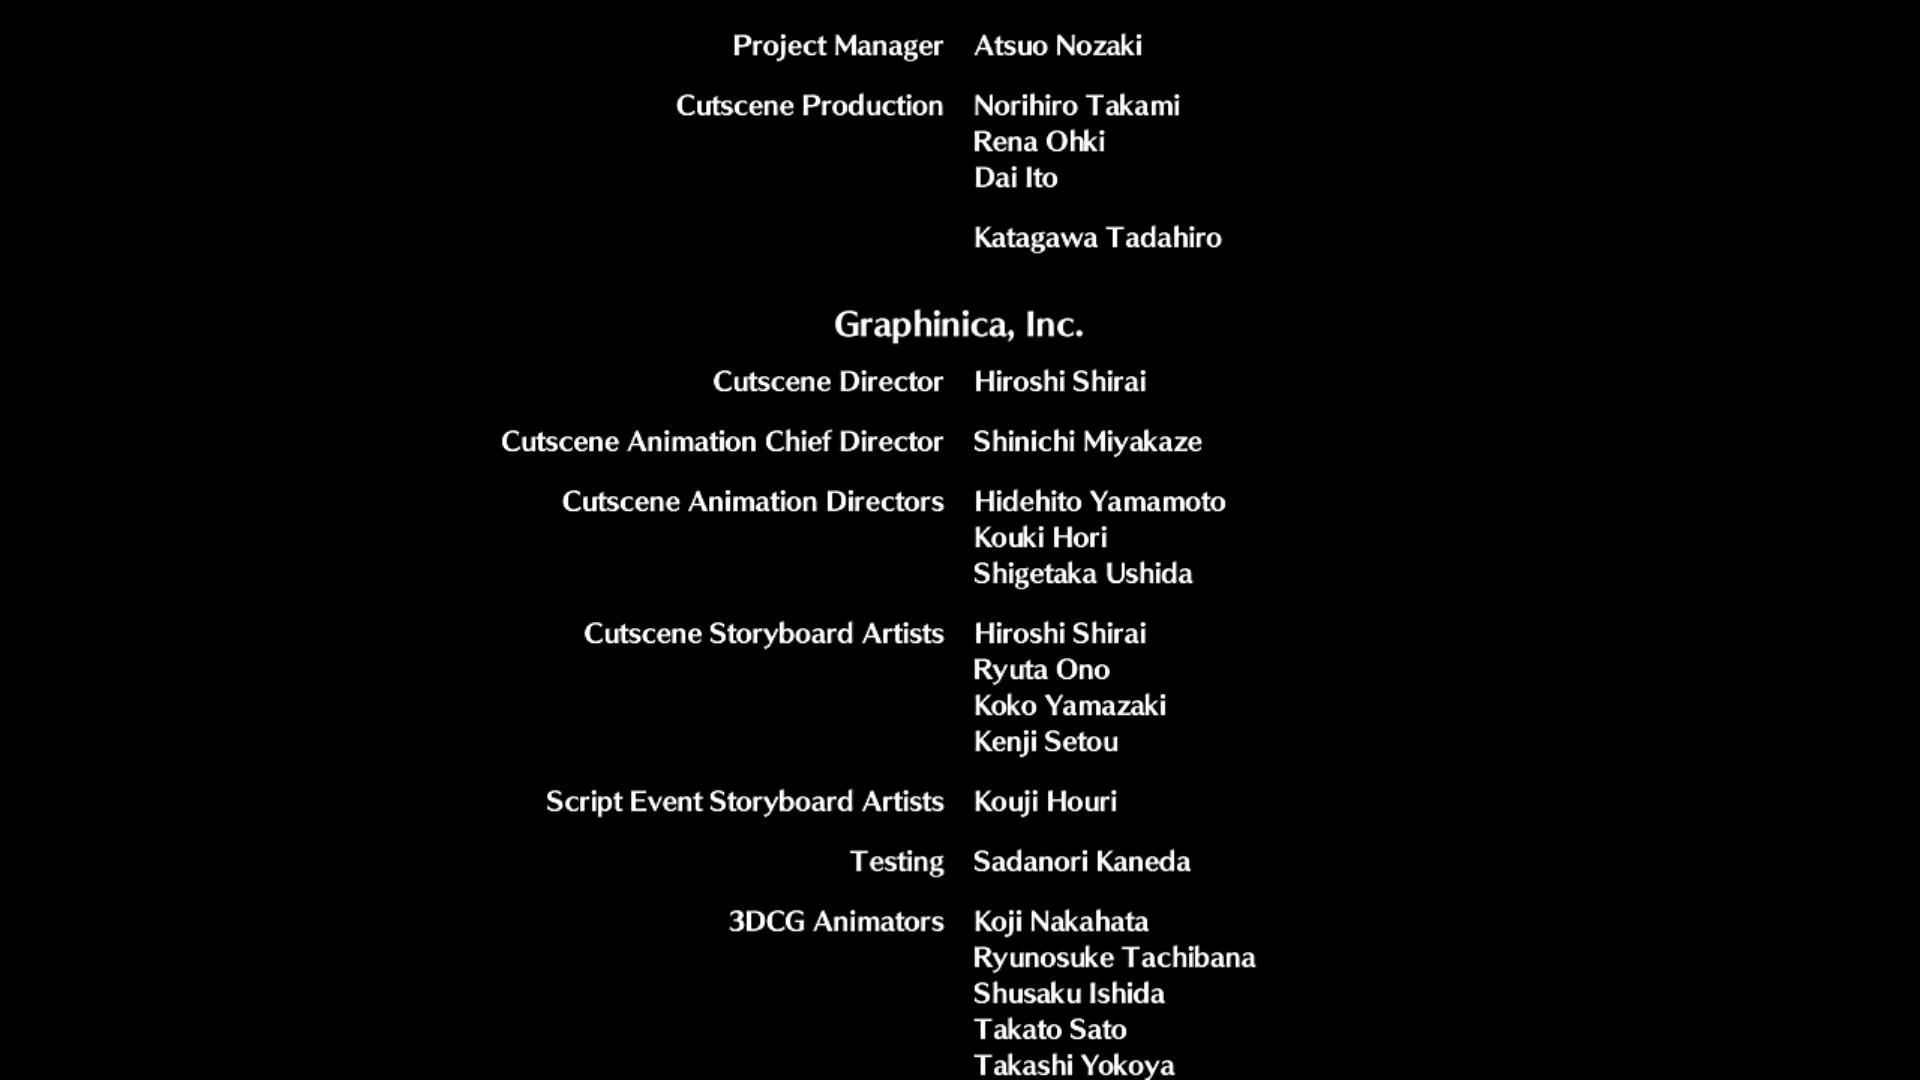 Project Manager Atsuo Nozaki
Cutscene Production Norihiro Takami
Rena Ohki
Dai Ito
Katagawa Tadahiro
Graphinica, Inc.
Cutscene Director Hiroshi Shirai
Cutscene Animation Chief Director Shinichi Miyakaze
Cutscene Animation Directors Hidehito Yamamoto
Kouki Hori
Shigetaka Ushida
Cutscene Storyboard Artists Hiroshi Shirai
Ryuta Ono
Koko Yamazaki
Kenji Setou
Script Event Storyboard Artists Kouji Houri
Testing Sadanori Kaneda
3DCG Animators Koji Nakahata
Ryunosuke Tachibana
Shusaku Ishida
Takato Sato
Takashi Yokoya